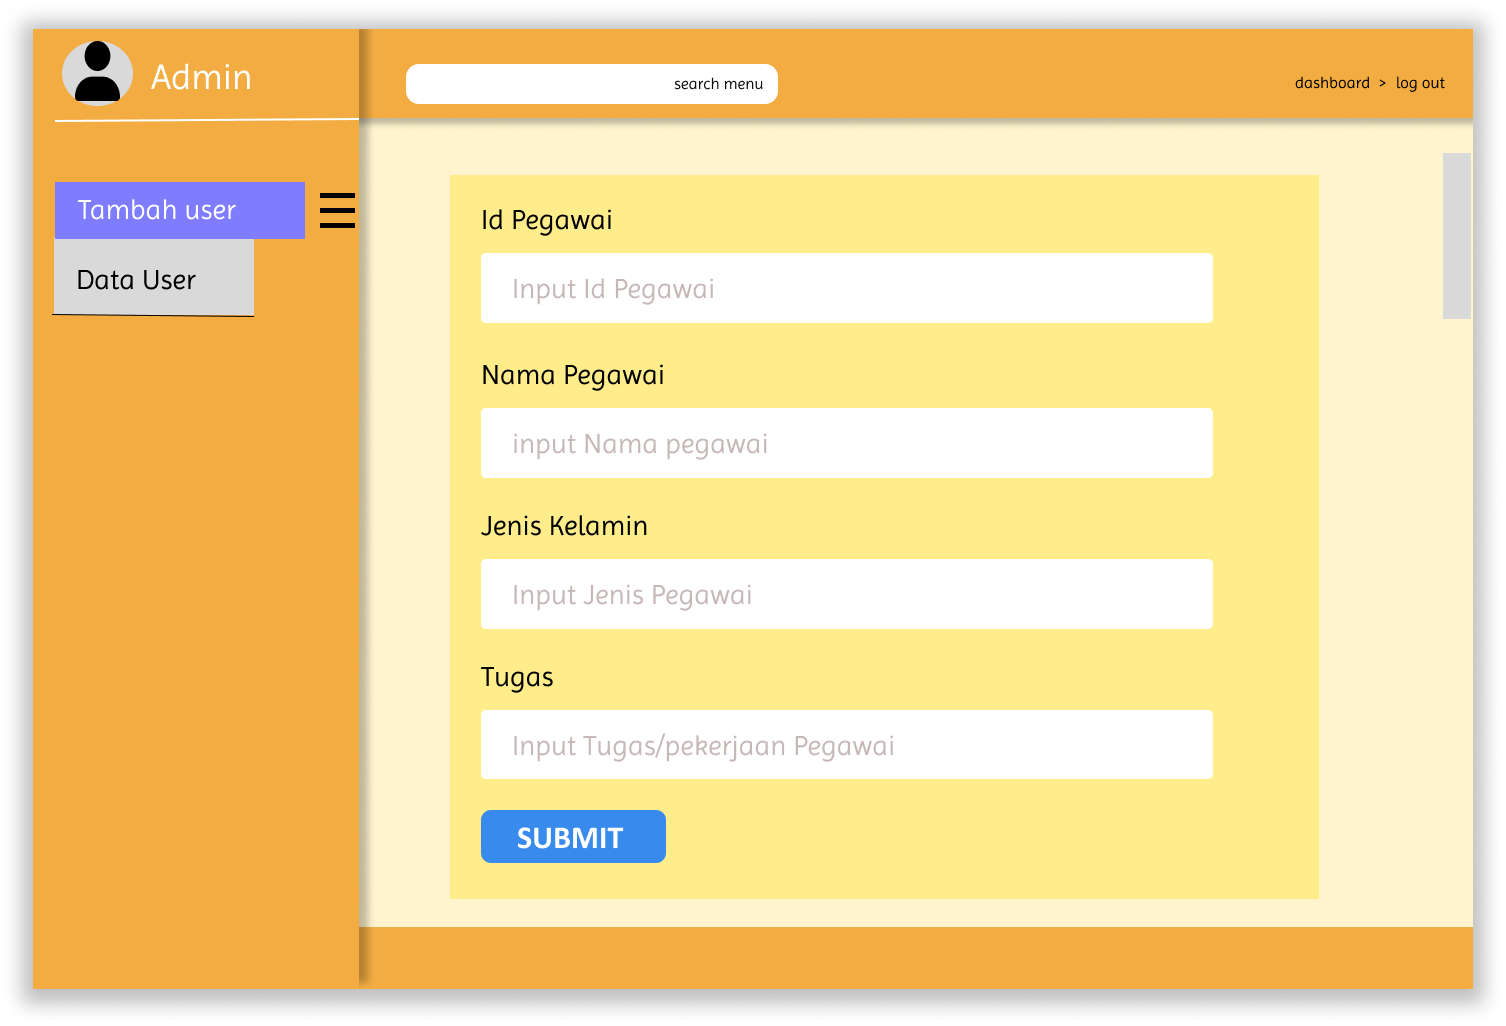 Admin
search menu
dashboard > log out
Tambah user
Data User
Id Pegawai
Input Id Pegawai
Nama Pegawai
input Nama pegawai
Jenis Kelamin
Input Jenis Pegawai
Tugas
Input Tugas/pekerjaan Pegawai
SUBMIT